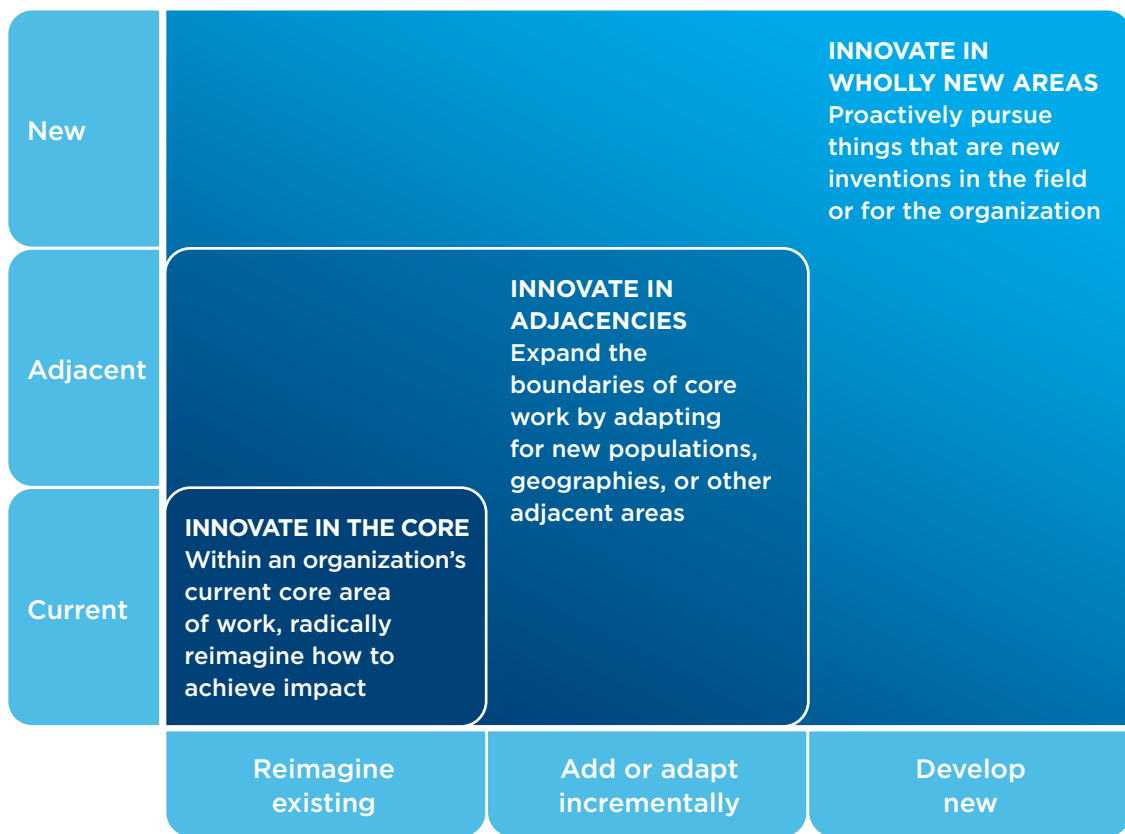 New
INNOVATE IN
WHOLLY NEW AREAS
Proactively pursue
things that are new
inventions in the field
or for the organization
Adjacent
INNOVATE IN
ADJACENCIES
Expand the
boundaries of core
work by adapting
for new populations,
geographies, or other
adjacent areas
Current
INNOVATE IN THE CORE
Within an organization’s
current core area
of work, radically
reimagine how to
achieve impact
Reimagine
existing
Add or adapt
incrementally
Develop
new